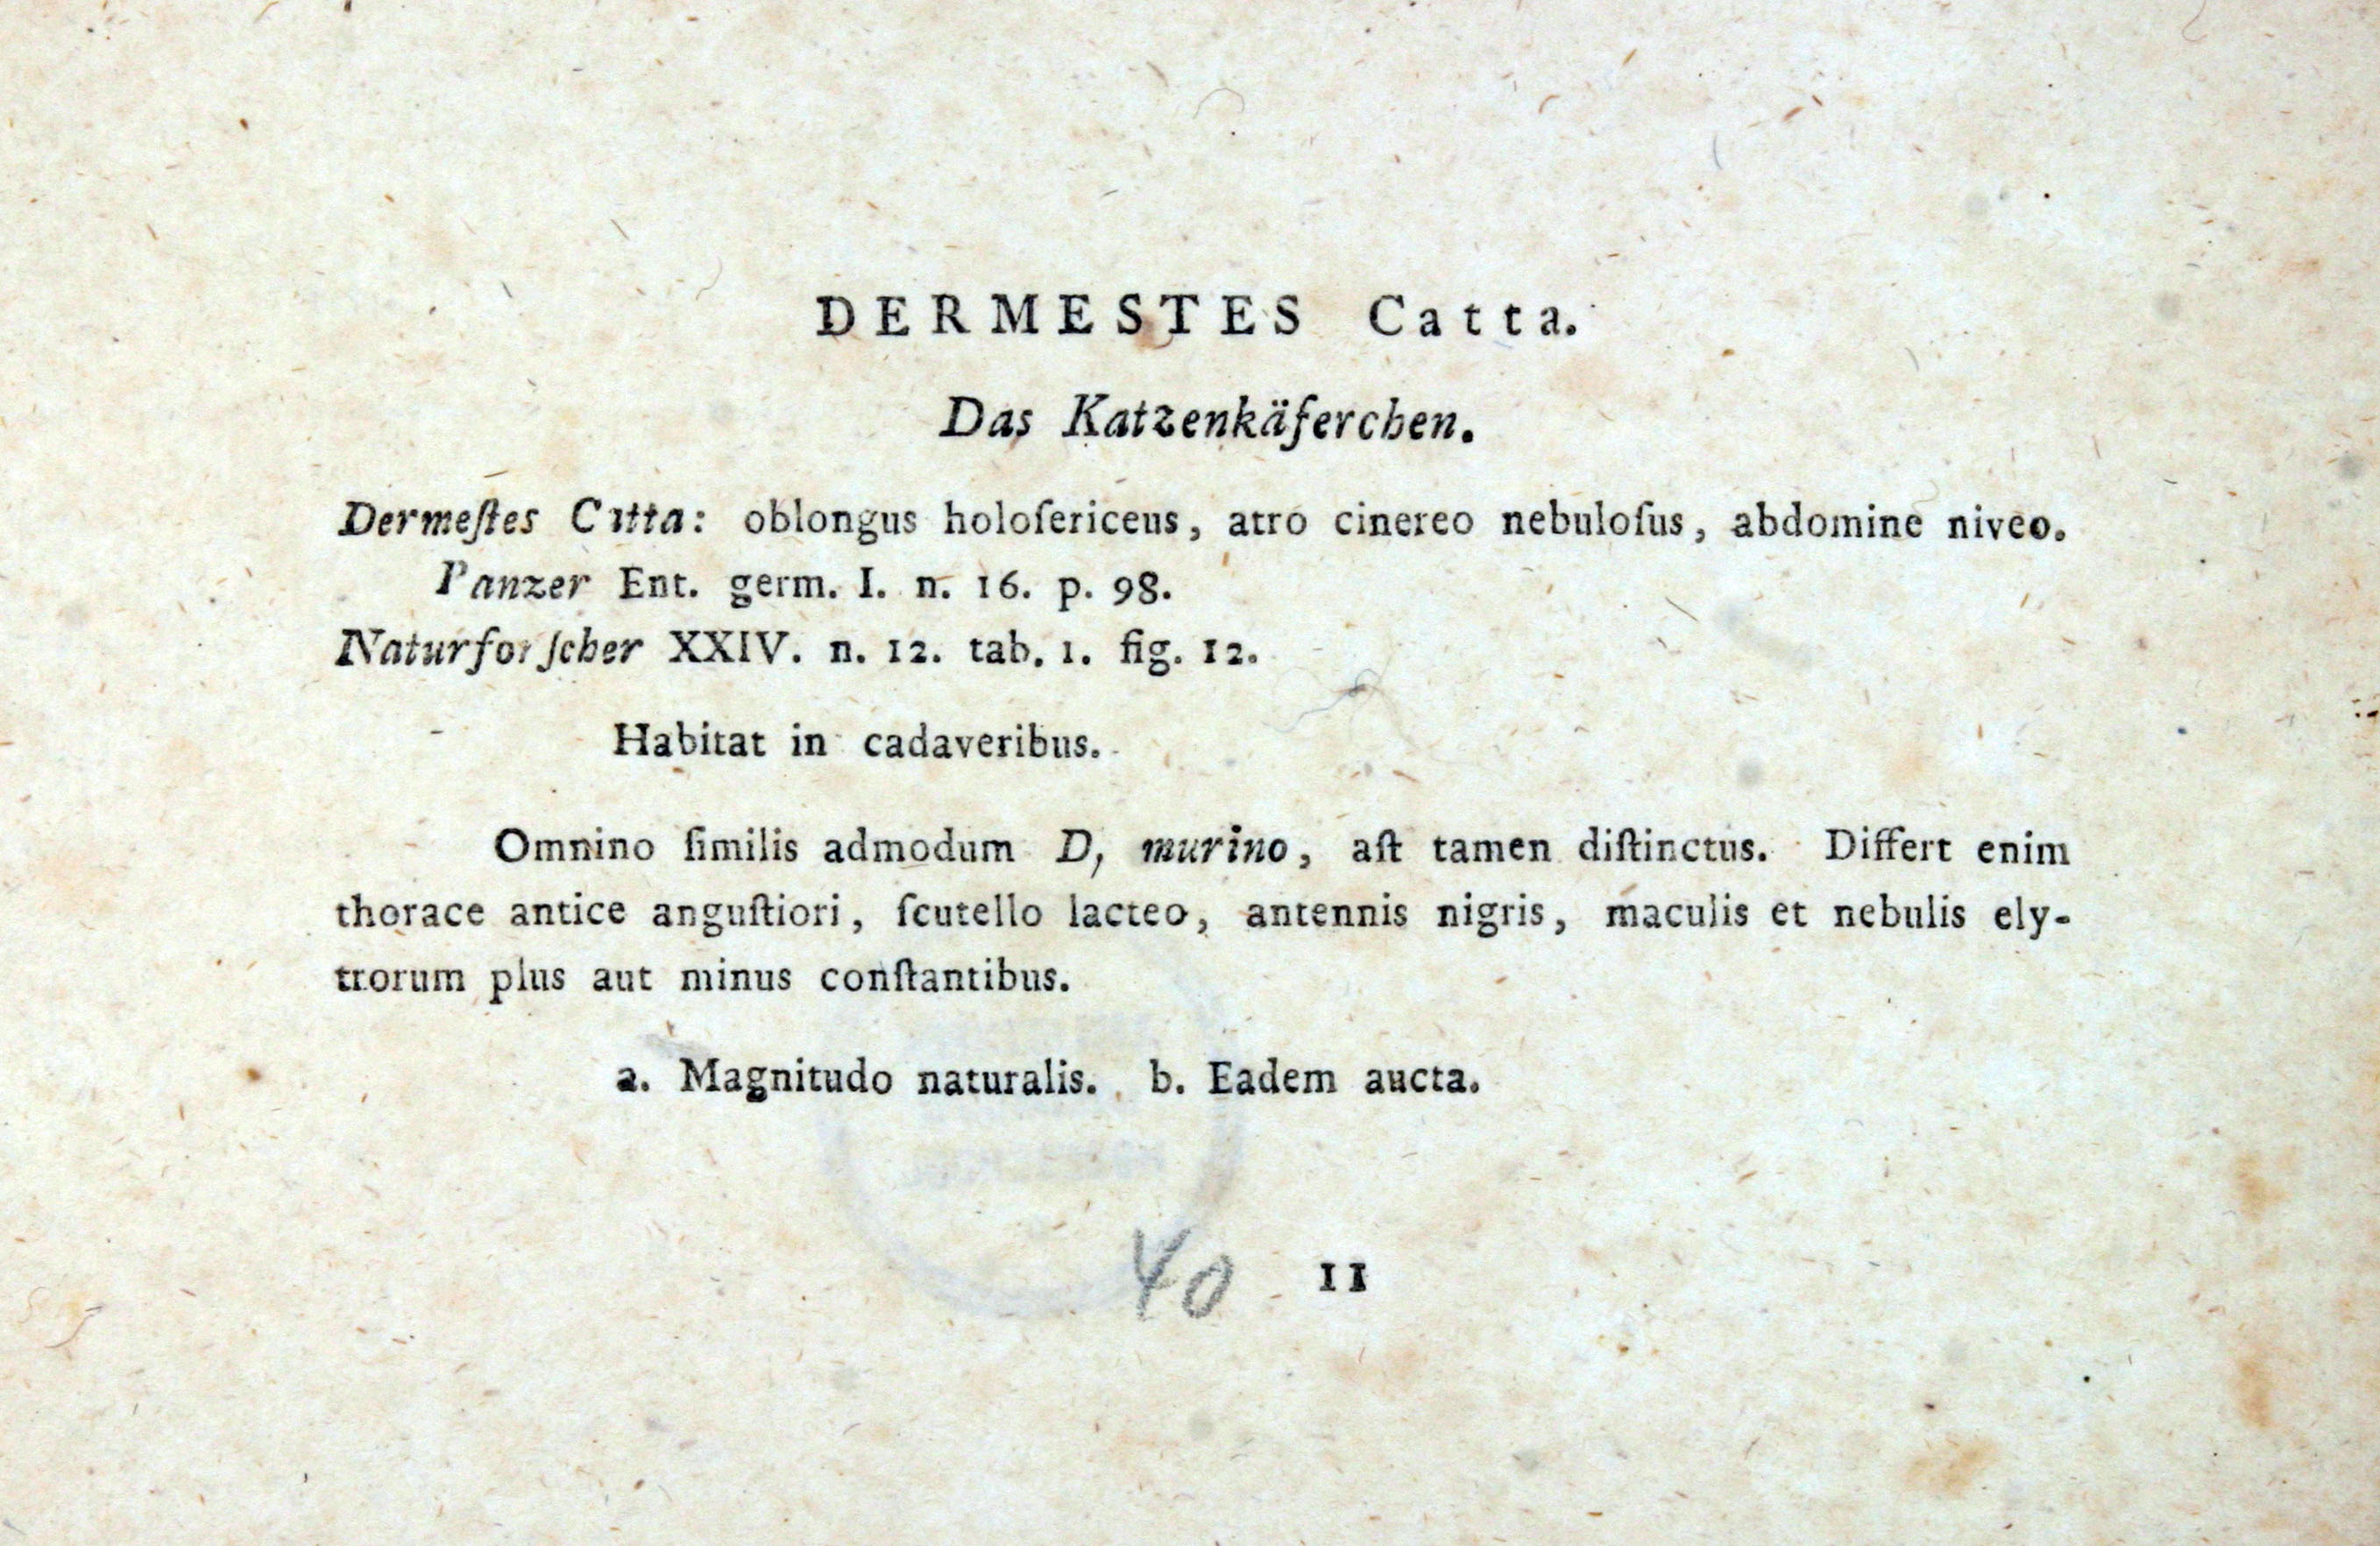 DERMESTES Catta.
Das Katzenkäferchen.
Dermeſtes Catta: oblongus holoſericeus, atro cinereo nebuloſus, abdomine niveo.
Panzer Ent. germ. I. n. 16. p. 98.
Naturforſcher XXIV. n. 12. tab. 1. fig. 12.
Habitat in cadaveribus.
Omnino ſimilis admodum D, murino, aſt tamen diſtinctus. Differt enim
thorace antice anguſtiori, ſcutello lacteo, antennis nigris, maculis et nebulis ely-
trorum plus aut minus conſtantibus.
a. Magnitudo naturalis. b. Eadem aucta.
40 11